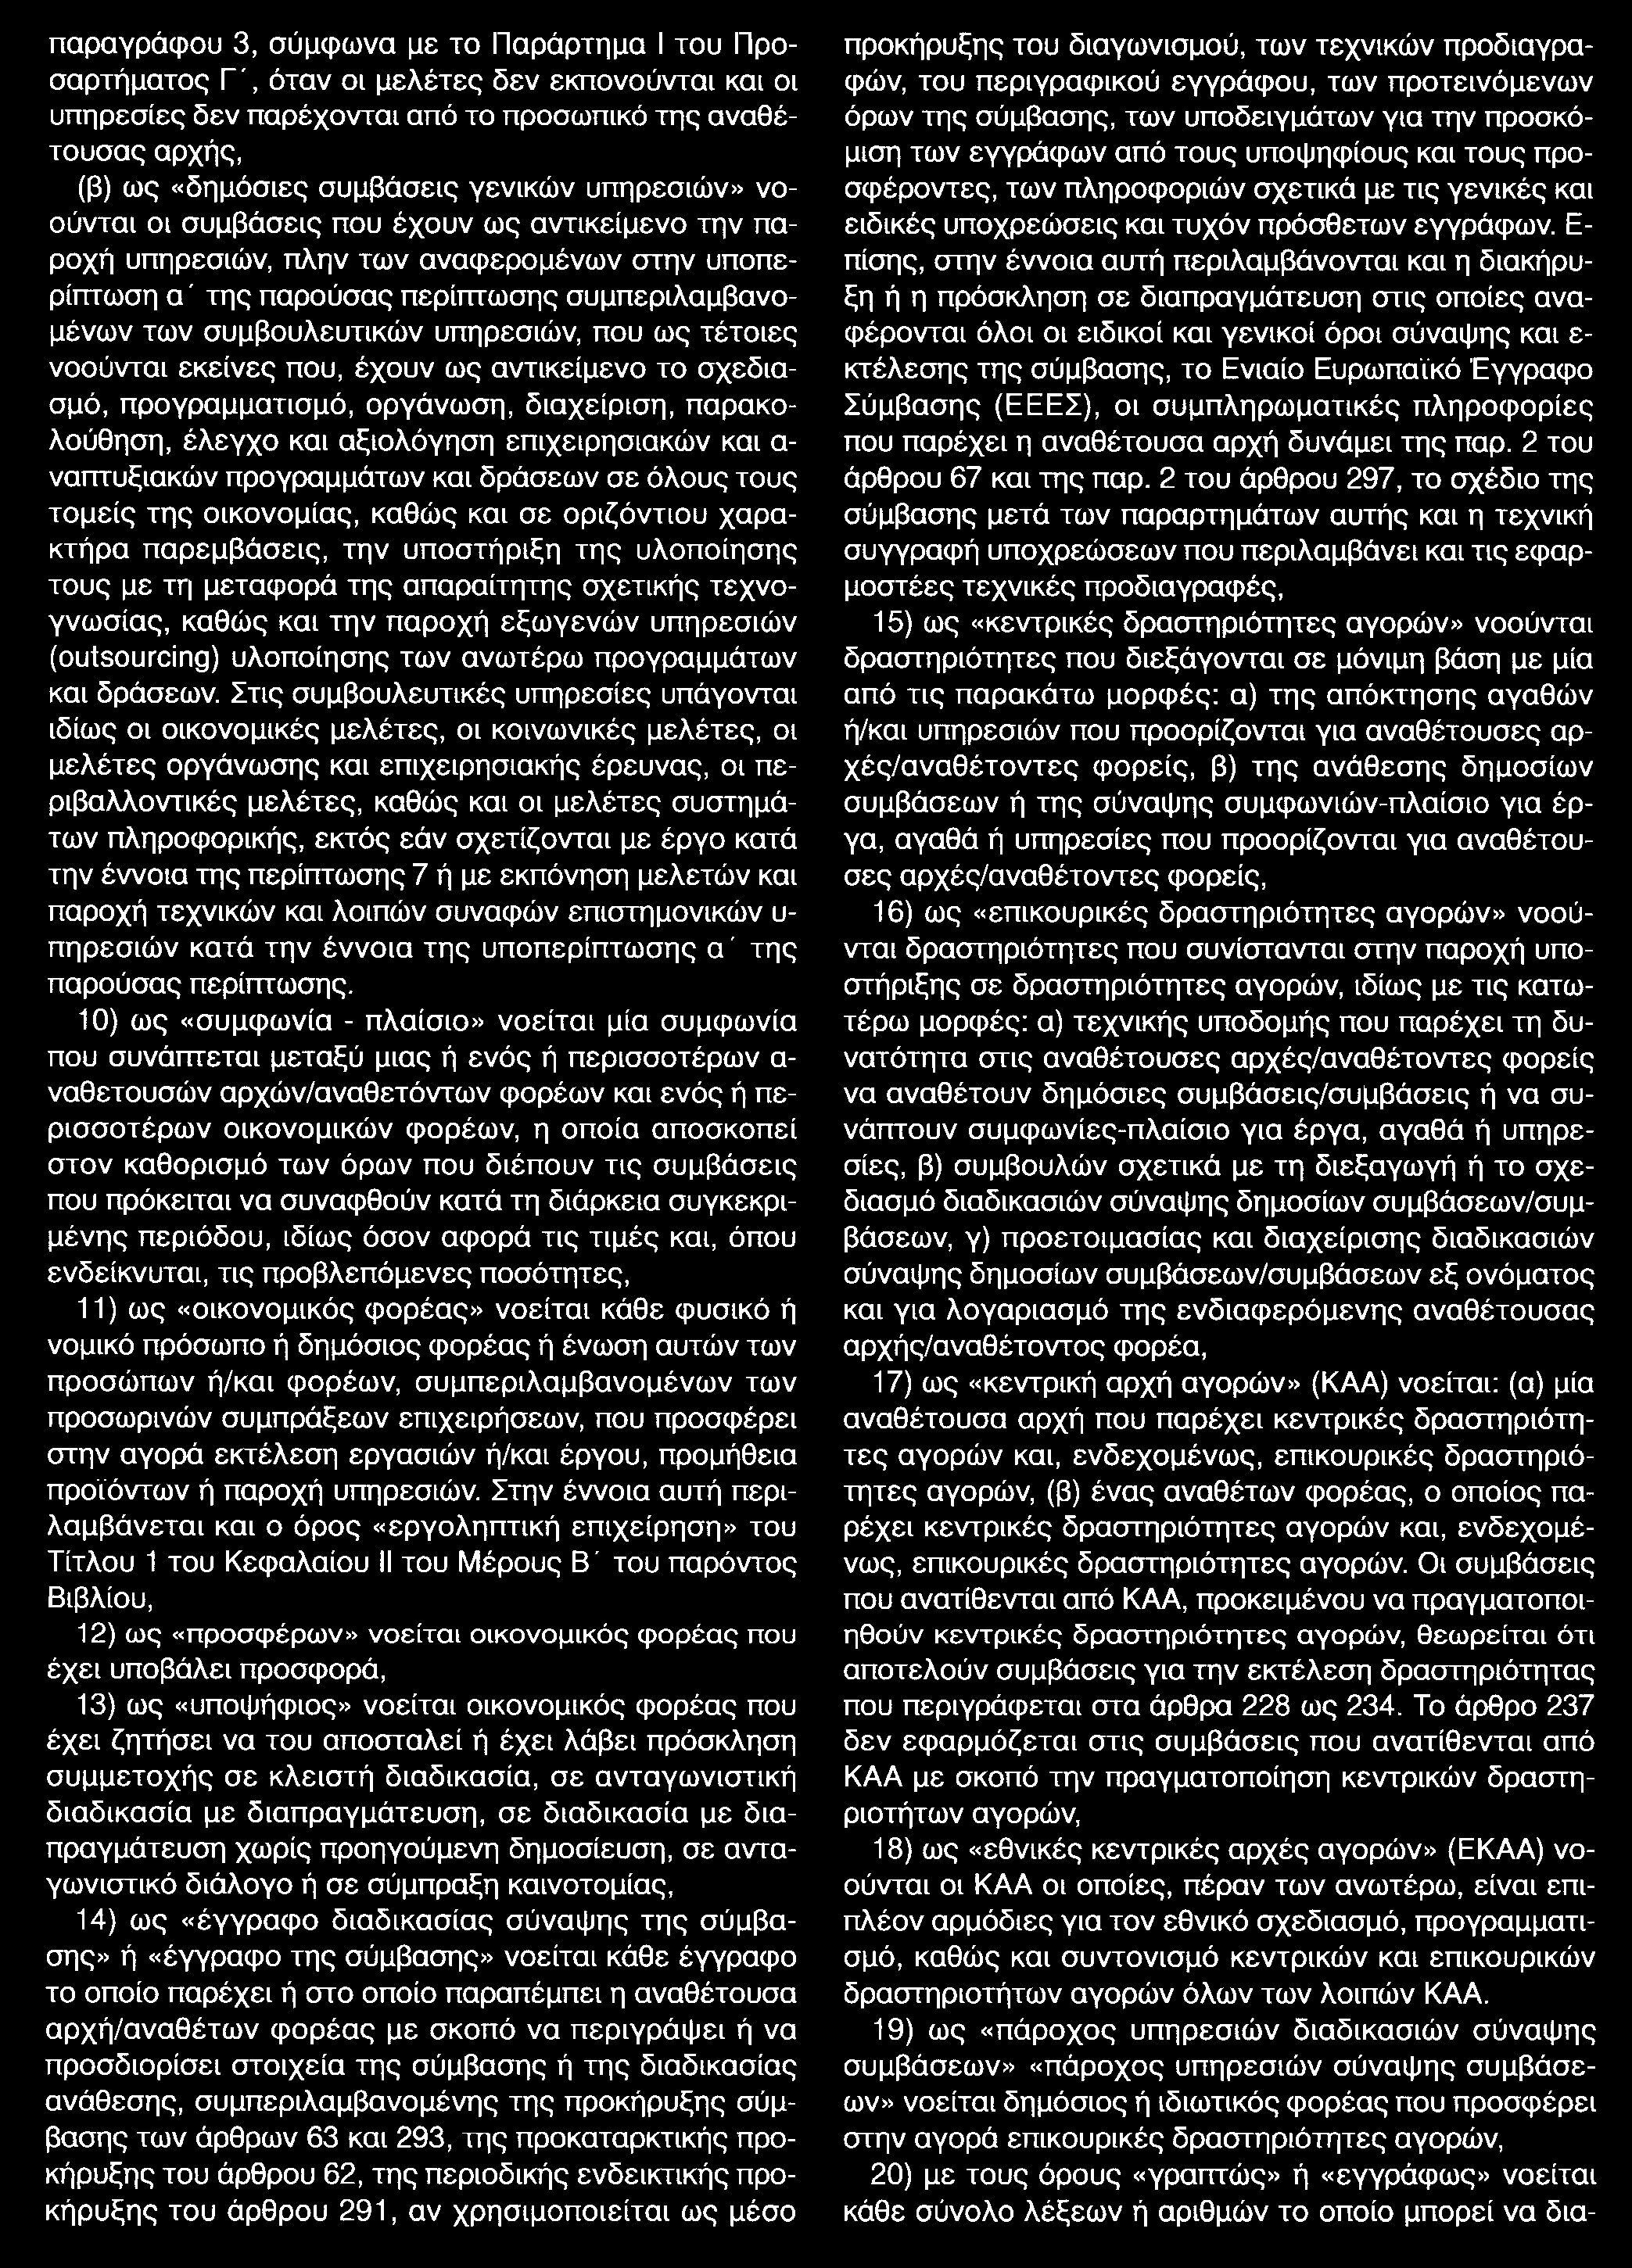 παραγράφου 3, σύμφωνα με το Παράρτημα Ι του Προ-
σαρτήματος Γ΄, όταν οι μελέτες δεν εκπονούνται και οι
υπηρεσίες δεν παρέχονται από το προσωπικό της αναθέ-
τουσας αρχής,
(β) ως «δημόσιες συμβάσεις γενικών υπηρεσιών» νο-
ούνται οι συμβάσεις που έχουν ως αντικείμενο την πα-
ροχή υπηρεσιών, πλην των αναφερομένων στην υποπε-
ρίπτωση α΄ της παρούσας περίπτωσης συμπεριλαμβανο-
μένων των συμβουλευτικών υπηρεσιών, που ως τέτοιες
νοούνται εκείνες που, έχουν ως αντικείμενο το σχεδια-
σμό, προγραμματισμό, οργάνωση, διαχείριση, παρακο-
λούθηση, έλεγχο και αξιολόγηση επιχειρησιακών και α-
ναπτυξιακών προγραμμάτων και δράσεων σε όλους τους
τομείς της οικονομίας, καθώς και σε οριζόντιου χαρα-
κτήρα παρεμβάσεις, την υποστήριξη της υλοποίησης
τους με τη μεταφορά της απαραίτητης σχετικής τεχνο-
γνωσίας, καθώς και την παροχή εξωγενών υπηρεσιών
(outsourcing) υλοποίησης των ανωτέρω προγραμμάτων
και δράσεων. Στις συμβουλευτικές υπηρεσίες υπάγονται
ιδίως οι οικονομικές μελέτες, οι κοινωνικές μελέτες, οι
μελέτες οργάνωσης και επιχειρησιακής έρευνας, οι πε-
ριβαλλοντικές μελέτες, καθώς και οι μελέτες συστημά-
των πληροφορικής, εκτός εάν σχετίζονται με έργο κατά
την έννοια της περίπτωσης 7 ή με εκπόνηση μελετών και
παροχή τεχνικών και λοιπών συναφών επιστημονικών υ-
πηρεσιών κατά την έννοια της υποπερίπτωσης α΄ της
παρούσας περίπτωσης.
10) ως «συμφωνία - πλαίσιο» νοείται μία συμφωνία
που συνάπτεται μεταξύ μιας ή ενός ή περισσοτέρων α-
ναθετουσών αρχών/αναθετόντων φορέων και ενός ή πε-
ρισσοτέρων οικονομικών φορέων, η οποία αποσκοπεί
στον καθορισμό των όρων που διέπουν τις συμβάσεις
που πρόκειται να συναφθούν κατά τη διάρκεια συγκεκρι-
μένης περιόδου, ιδίως όσον αφορά τις τιμές και, όπου
ενδείκνυται, τις προβλεπόμενες ποσότητες,
11) ως «οικονομικός φορέας» νοείται κάθε φυσικό ή
νομικό πρόσωπο ή δημόσιος φορέας ή ένωση αυτών των
προσώπων ή/και φορέων, συμπεριλαμβανομένων των
προσωρινών συμπράξεων επιχειρήσεων, που προσφέρει
στην αγορά εκτέλεση εργασιών ή/και έργου, προμήθεια
προϊόντων ή παροχή υπηρεσιών. Στην έννοια αυτή περι-
λαμβάνεται και ο όρος «εργοληπτική επιχείρηση» του
Τίτλου 1 του Κεφαλαίου ΙΙ του Μέρους Β΄ του παρόντος
Βιβλίου,
12) ως «προσφέρων» νοείται οικονομικός φορέας που
έχει υποβάλει προσφορά,
13) ως «υποψήφιος» νοείται οικονομικός φορέας που
έχει ζητήσει να του αποσταλεί ή έχει λάβει πρόσκληση
συμμετοχής σε κλειστή διαδικασία, σε ανταγωνιστική
διαδικασία με διαπραγμάτευση, σε διαδικασία με δια-
πραγμάτευση χωρίς προηγούμενη δημοσίευση, σε αντα-
γωνιστικό διάλογο ή σε σύμπραξη καινοτομίας,
14) ως «έγγραφο διαδικασίας σύναψης της σύμβα-
σης» ή «έγγραφο της σύμβασης» νοείται κάθε έγγραφο
το οποίο παρέχει ή στο οποίο παραπέμπει η αναθέτουσα
αρχή/αναθέτων φορέας με σκοπό να περιγράψει ή να
προσδιορίσει στοιχεία της σύμβασης ή της διαδικασίας
ανάθεσης, συμπεριλαμβανομένης της προκήρυξης σύμ-
βασης των άρθρων 63 και 293, της προκαταρκτικής προ-
κήρυξης του άρθρου 62, της περιοδικής ενδεικτικής προ-
κήρυξης του άρθρου 291, αν χρησιμοποιείται ως μέσο
προκήρυξης του διαγωνισμού, των τεχνικών προδιαγρα-
φών, του περιγραφικού εγγράφου, των προτεινόμενων
όρων της σύμβασης, των υποδειγμάτων για την προσκό-
μιση των εγγράφων από τους υποψηφίους και τους προ-
σφέροντες, των πληροφοριών σχετικά με τις γενικές και
ειδικές υποχρεώσεις και τυχόν πρόσθετων εγγράφων. Ε-
πίσης, στην έννοια αυτή περιλαμβάνονται και η διακήρυ-
ξη ή η πρόσκληση σε διαπραγμάτευση στις οποίες ανα-
φέρονται όλοι οι ειδικοί και γενικοί όροι σύναψης και ε-
κτέλεσης της σύμβασης, το Ενιαίο Ευρωπαϊκό Έγγραφο
Σύμβασης (ΕΕΕΣ), οι συμπληρωματικές πληροφορίες
που παρέχει η αναθέτουσα αρχή δυνάμει της παρ. 2 του
άρθρου 67 και της παρ. 2 του άρθρου 297, το σχέδιο της
σύμβασης μετά των παραρτημάτων αυτής και η τεχνική
συγγραφή υποχρεώσεων που περιλαμβάνει και τις εφαρ-
μοστέες τεχνικές προδιαγραφές,
15) ως «κεντρικές δραστηριότητες αγορών» νοούνται
δραστηριότητες που διεξάγονται σε μόνιμη βάση με μία
από τις παρακάτω μορφές: α) της απόκτησης αγαθών
ή/και υπηρεσιών που προορίζονται για αναθέτουσες αρ-
χές/αναθέτοντες φορείς, β) της ανάθεσης δημοσίων
συμβάσεων ή της σύναψης συμφωνιών-πλαίσιο για έρ-
γα, αγαθά ή υπηρεσίες που προορίζονται για αναθέτου-
σες αρχές/αναθέτοντες φορείς,
16) ως «επικουρικές δραστηριότητες αγορών» νοού-
νται δραστηριότητες που συνίστανται στην παροχή υπο-
στήριξης σε δραστηριότητες αγορών, ιδίως με τις κατω-
τέρω μορφές: α) τεχνικής υποδομής που παρέχει τη δυ-
νατότητα στις αναθέτουσες αρχές/αναθέτοντες φορείς
να αναθέτουν δημόσιες συμβάσεις/συμβάσεις ή να συ-
νάπτουν συμφωνίες-πλαίσιο για έργα, αγαθά ή υπηρε-
σίες, β) συμβουλών σχετικά με τη διεξαγωγή ή το σχε-
διασμό διαδικασιών σύναψης δημοσίων συμβάσεων/συμ-
βάσεων, γ) προετοιμασίας και διαχείρισης διαδικασιών
σύναψης δημοσίων συμβάσεων/συμβάσεων εξ ονόματος
και για λογαριασμό της ενδιαφερόμενης αναθέτουσας
αρχής/αναθέτοντος φορέα,
17) ως «κεντρική αρχή αγορών» (ΚΑΑ) νοείται: (α) μία
αναθέτουσα αρχή που παρέχει κεντρικές δραστηριότη-
τες αγορών και, ενδεχομένως, επικουρικές δραστηριό-
τητες αγορών, (β) ένας αναθέτων φορέας, ο οποίος πα-
ρέχει κεντρικές δραστηριότητες αγορών και, ενδεχομέ-
νως, επικουρικές δραστηριότητες αγορών. Οι συμβάσεις
που ανατίθενται από ΚΑΑ, προκειμένου να πραγματοποι-
ηθούν κεντρικές δραστηριότητες αγορών, θεωρείται ότι
αποτελούν συμβάσεις για την εκτέλεση δραστηριότητας
που περιγράφεται στα άρθρα 228 ως 234. Το άρθρο 237
δεν εφαρμόζεται στις συμβάσεις που ανατίθενται από
ΚΑΑ με σκοπό την πραγματοποίηση κεντρικών δραστη-
ριοτήτων αγορών,
18) ως «εθνικές κεντρικές αρχές αγορών» (ΕΚΑΑ) νο-
ούνται οι ΚΑΑ οι οποίες, πέραν των ανωτέρω, είναι επι-
πλέον αρμόδιες για τον εθνικό σχεδιασμό, προγραμματι-
σμό, καθώς και συντονισμό κεντρικών και επικουρικών
δραστηριοτήτων αγορών όλων των λοιπών ΚΑΑ.
19) ως «πάροχος υπηρεσιών διαδικασιών σύναψης
συμβάσεων» «πάροχος υπηρεσιών σύναψης συμβάσε-
ων» νοείται δημόσιος ή ιδιωτικός φορέας που προσφέρει
στην αγορά επικουρικές δραστηριότητες αγορών,
20) με τους όρους «γραπτώς» ή «εγγράφως» νοείται
κάθε σύνολο λέξεων ή αριθμών το οποίο μπορεί να δια-